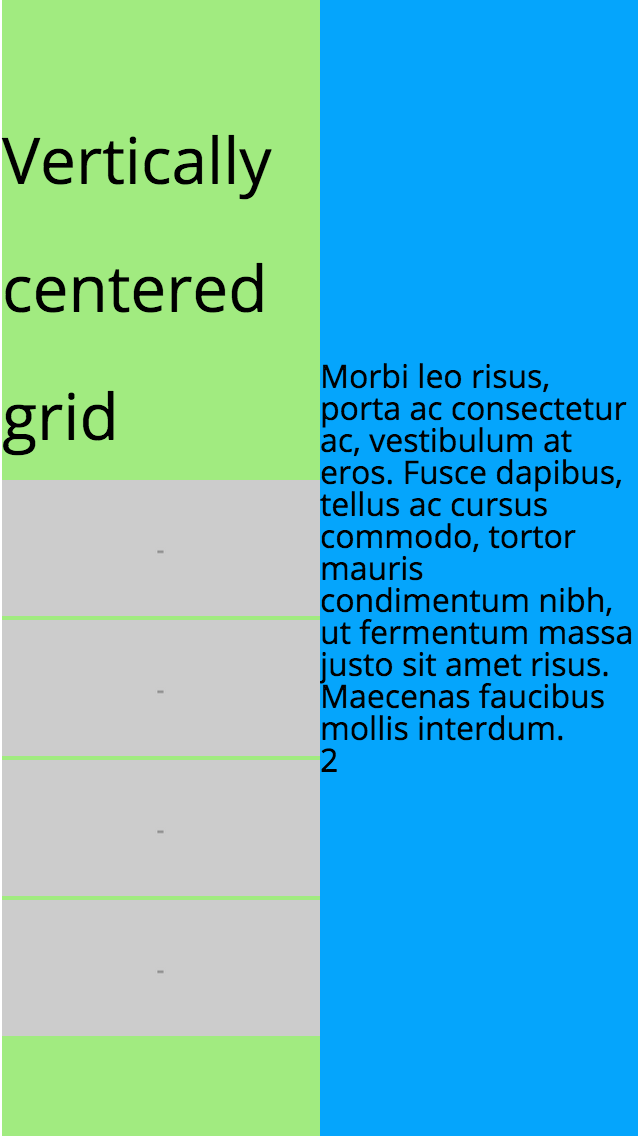 Vertically
centered
grid
-
-
-
-
Morbi leo risus,
porta ac consectetur
ac, vestibulum at
eros. Fusce dapibus,
tellus ac cursus
commodo, tortor
mauris
condimentum nibh,
ut fermentum massa
justo sit amet risus.
Maecenas faucibus
mollis interdum.
2